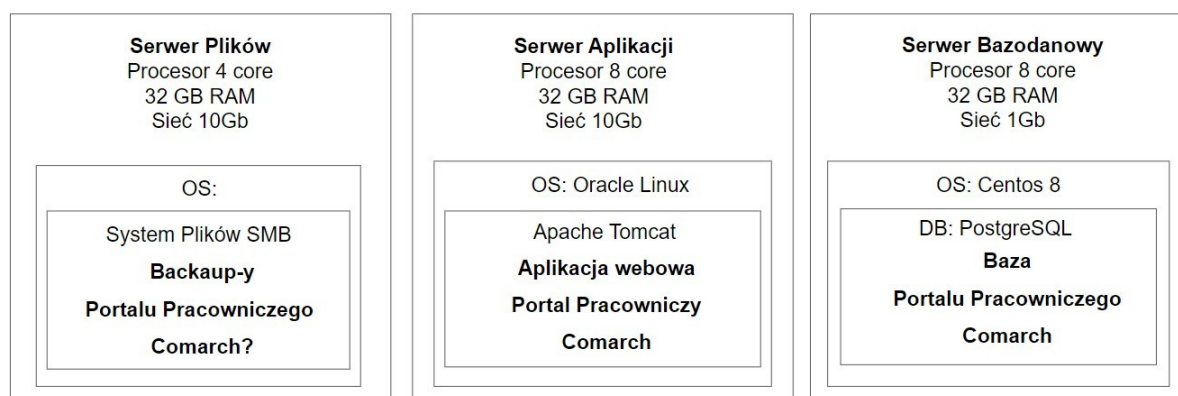 Serwer Plików
Procesor 4 core
32 GB RAM
Sieć 10Gb
OS:
System Plików SMB
Backaup-y
Portalu Pracowniczego
Comarch?
Serwer Aplikacji
Procesor 8 core
32 GB RAM
Sieć 10Gb
OS: Oracle Linux
Apache Tomcat
Aplikacja webowa
Portal Pracowniczy
Comarch
Serwer Bazodanowy
Procesor 8 core
32 GB RAM
Sieć 1Gb
OS: Centos 8
DB: PostgreSQL
Baza
Portalu Pracowniczego
Comarch